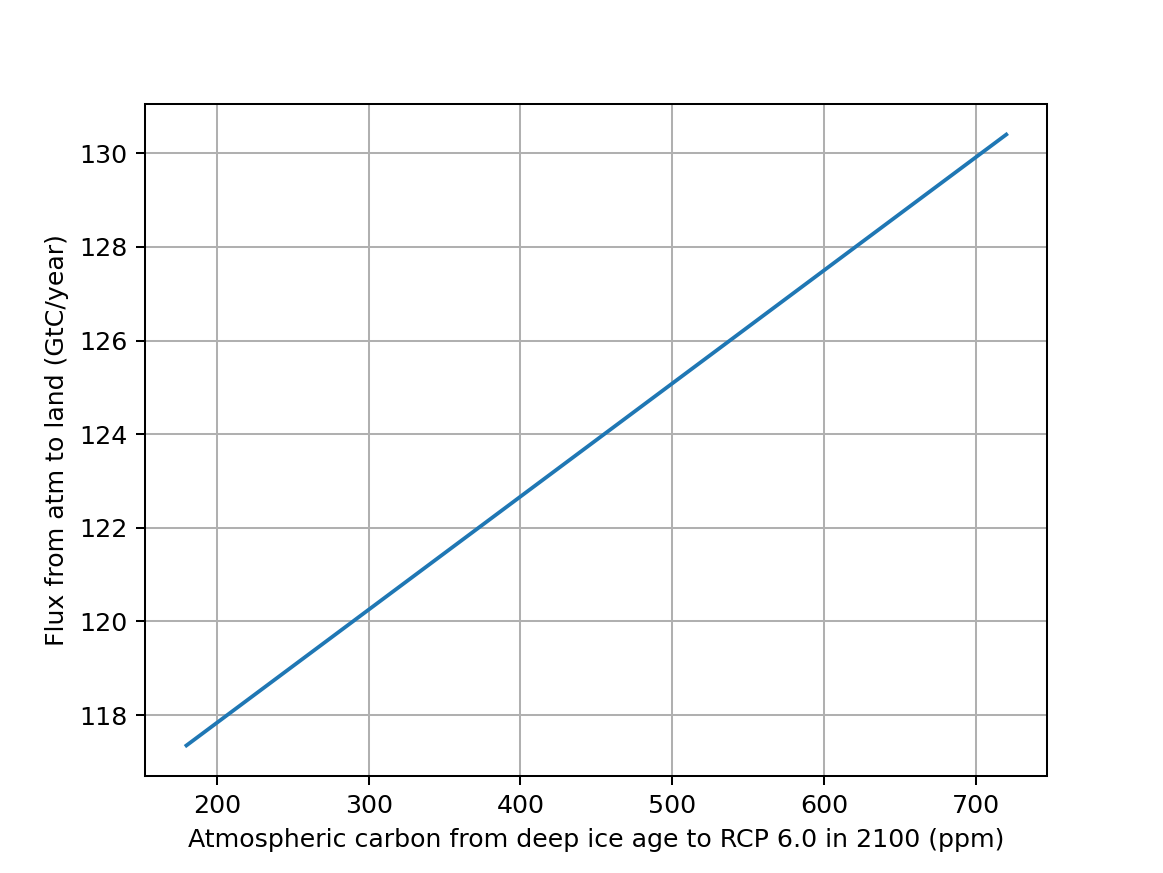 130
128
126
124
122
120
118
Flux from atm to land (GtC/year)
200 300 400 500 600 700
Atmospheric carbon from deep ice age to RCP 6.0 in 2100 (ppm)